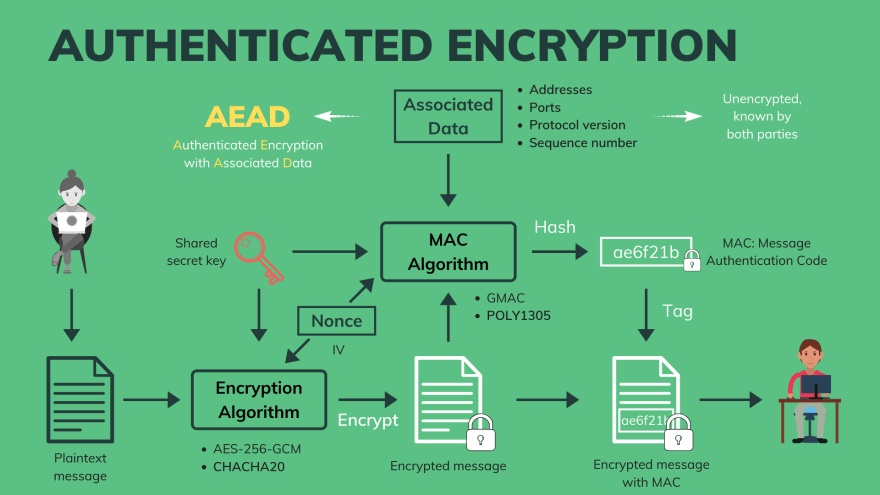 AUTHENTICATED ENCRYPTION
AEAD
Authenticated Encryption
with Associated Data
Associated
Data
• Addresses
• Ports
• Protocol version
• Sequence number
Unencrypted,
known by
both parties
Shared
secret key
MAC
Algorithm
Hash
ae6f21b
MAC: Message
Authentication Code
• GMAC
• POLY1305
Tag
Nonce
IV
Encryption
Algorithm
Encrypt
• AES-256-GCM
• CHACHA20
Plaintext
message
Encrypted message
ae6f21b
Encrypted message
with MAC